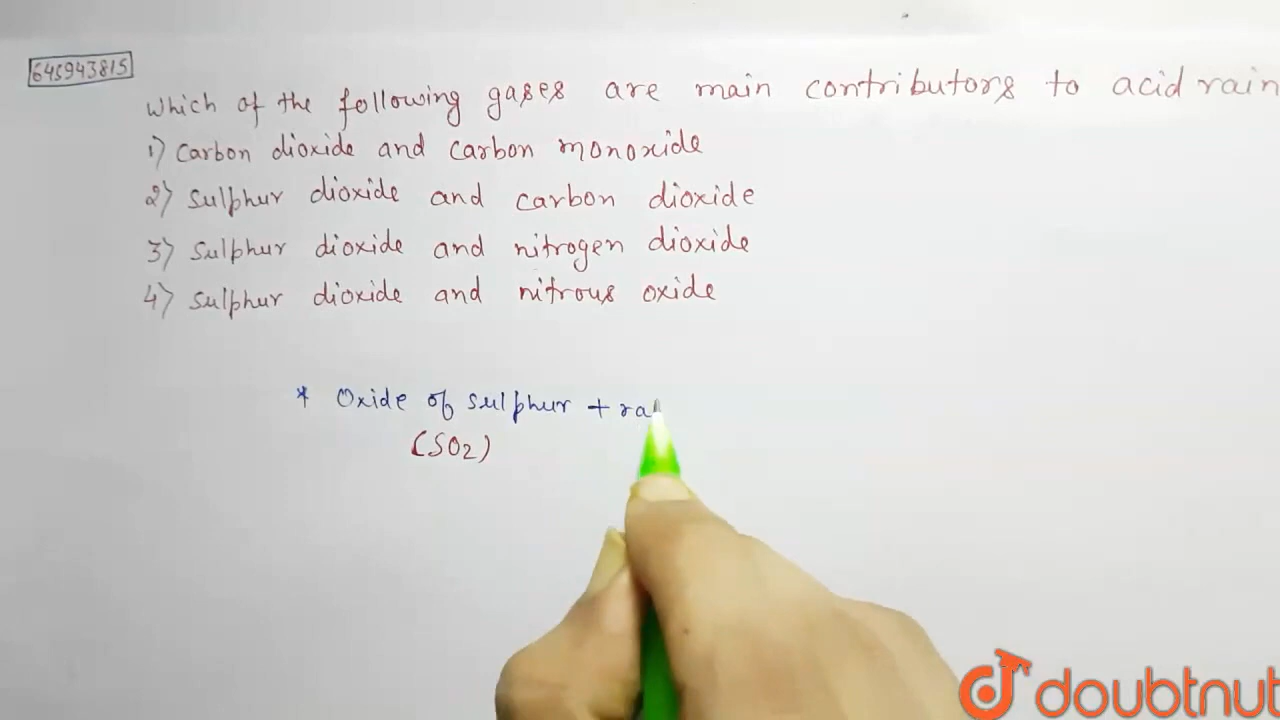 645943815
Which of the following gases are main contributors to acid rain
1) Carbon dioxide and carbon monoxide
2) Sulphur dioxide and carbon dioxide
3) Sulphur dioxide and nitrogen dioxide
4) Sulphur dioxide and nitrous oxide
* Oxide of sulphur + ra
(SO2)
doubtnut